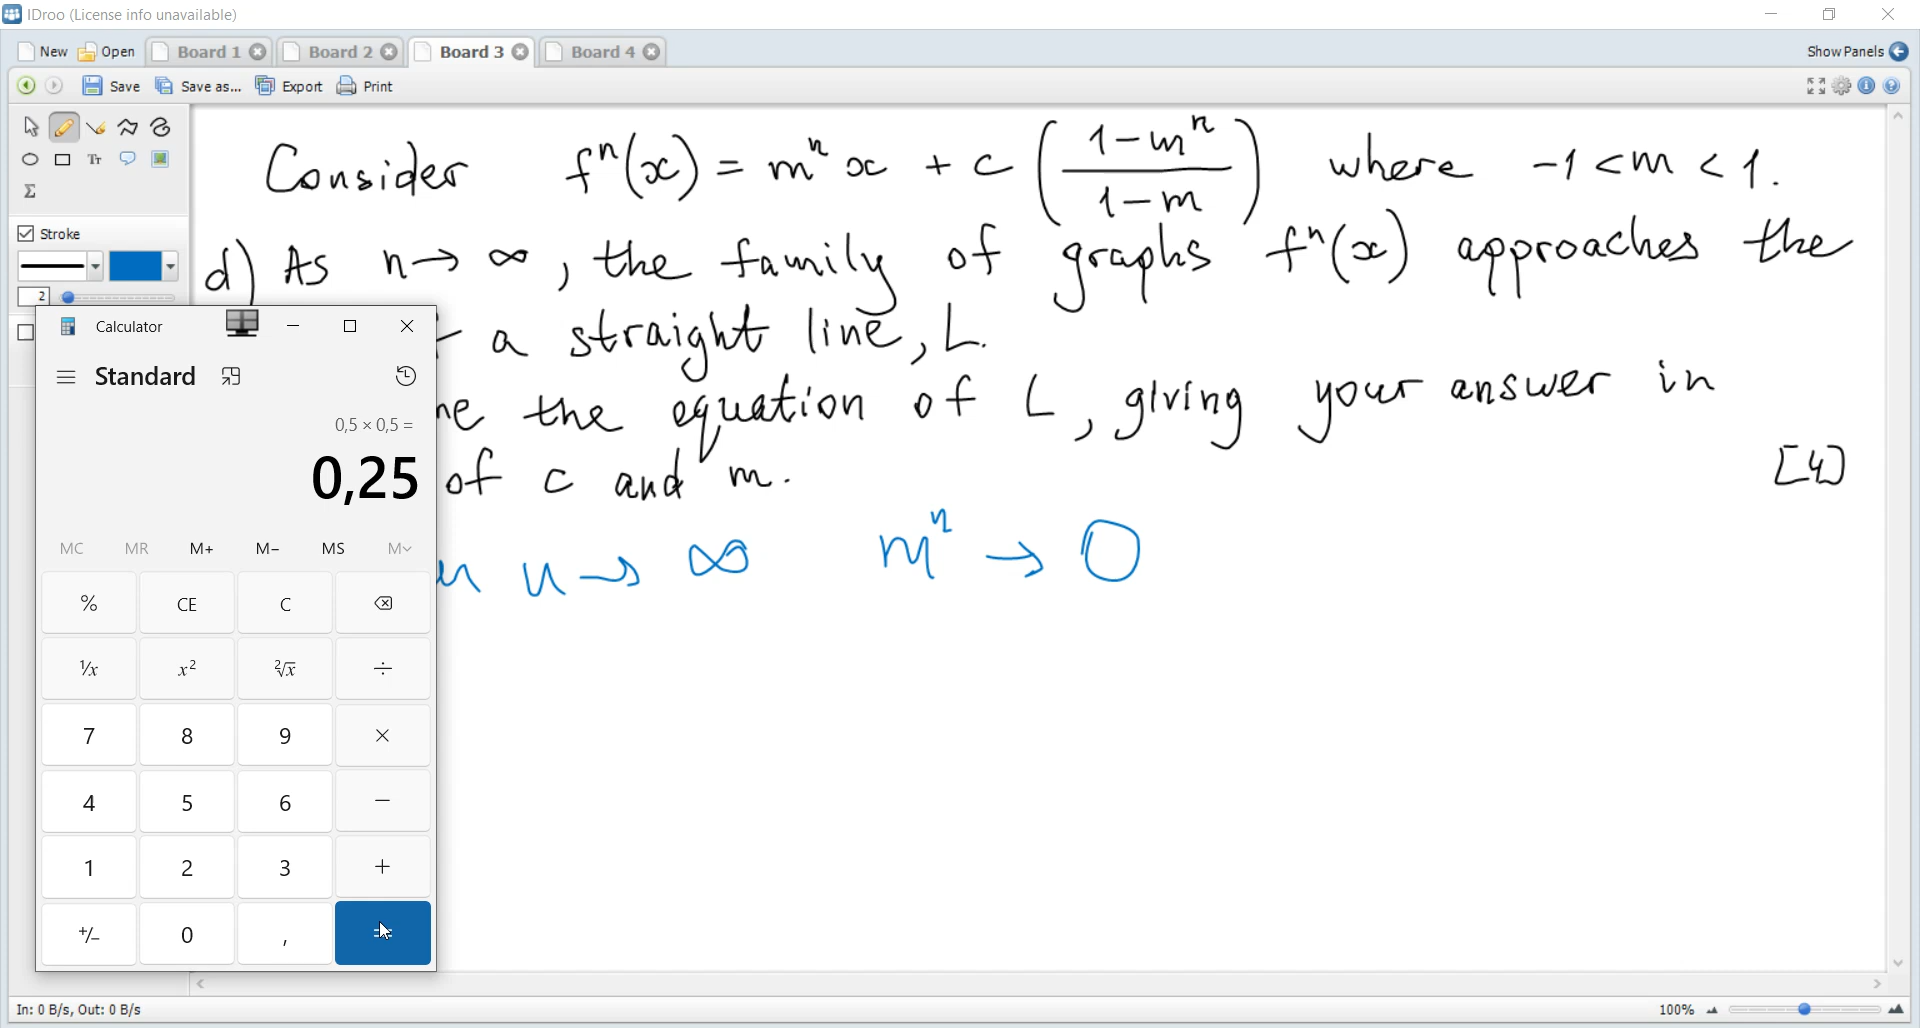 IDroo (License info unavailable)
New Open Board 1 Board 2 Board 3 Board 4 Show Panels
Save Save as... Export Print
Tr
Σ
Stroke
2
Consider fⁿ(x) = mⁿx + c ( (1-mⁿ) / (1-m) ) where -1 < m < 1.
d) As n → ∞, the family of graphs fⁿ(x) approaches the
a straight line, L.
the equation of L, giving your answer in
of c and m. [4]
n → ∞ mⁿ → 0
Calculator
Standard
0,5 × 0,5 =
0,25
MC MR M+ M− MS M
% CE C
¹/x x² ²√x ÷
7 8 9 ×
4 5 6 −
1 2 3 +
+/− 0 , =
In: 0 B/s, Out: 0 B/s 100%